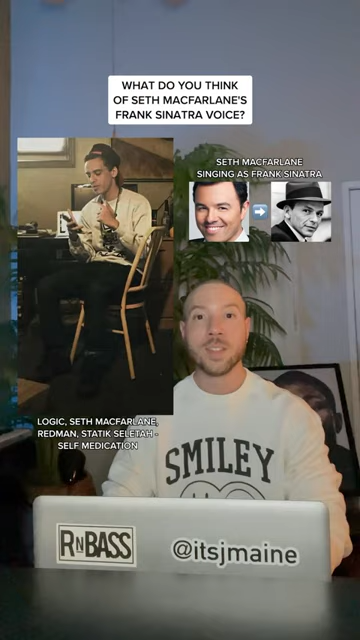 WHAT DO YOU THINK
OF SETH MACFARLANE'S
FRANK SINATRA VOICE?
SETH MACFARLANE
SINGING AS FRANK SINATRA
LOGIC, SETH MACFARLANE,
REDMAN, STATIK SELETAH -
SELF MEDICATION
SMILEY
RNBASS
@itsjmaine